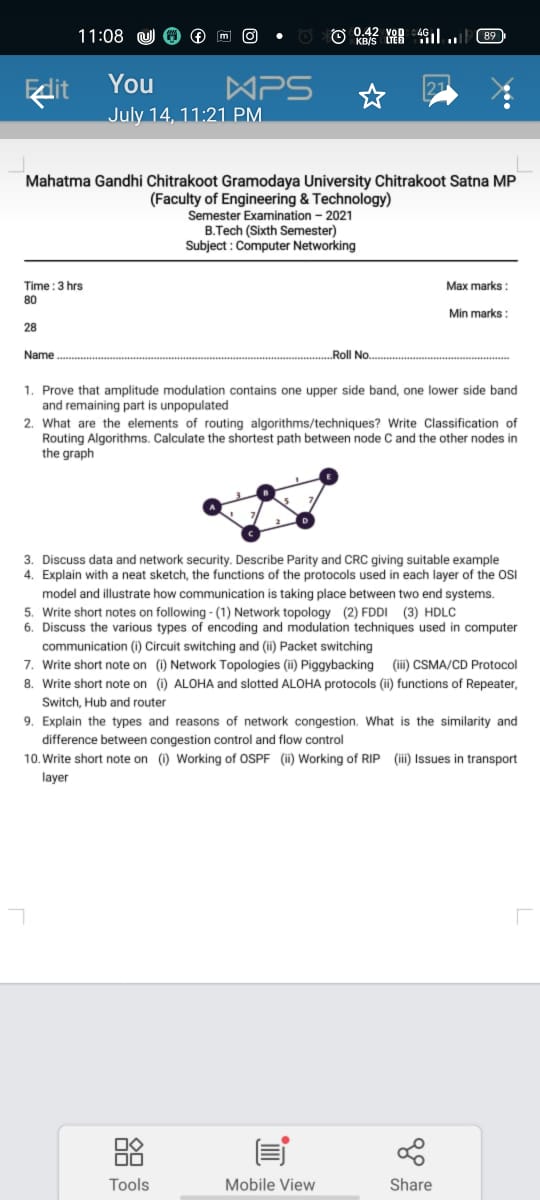 11:08
0.42 KB/S
4G
89
Edit
You
WPS
21
July 14, 11:21 PM
Mahatma Gandhi Chitrakoot Gramodaya University Chitrakoot Satna MP
(Faculty of Engineering & Technology)
Semester Examination – 2021
B.Tech (Sixth Semester)
Subject : Computer Networking
Time : 3 hrs Max marks :
80
Min marks :
28
Name ...........Roll No...........
1. Prove that amplitude modulation contains one upper side band, one lower side band
and remaining part is unpopulated
2. What are the elements of routing algorithms/techniques? Write Classification of
Routing Algorithms. Calculate the shortest path between node C and the other nodes in
the graph
1
E
3 B
A 5 7
1 7
2 D
C
3. Discuss data and network security. Describe Parity and CRC giving suitable example
4. Explain with a neat sketch, the functions of the protocols used in each layer of the OSI
model and illustrate how communication is taking place between two end systems.
5. Write short notes on following - (1) Network topology (2) FDDI (3) HDLC
6. Discuss the various types of encoding and modulation techniques used in computer
communication (i) Circuit switching and (ii) Packet switching
7. Write short note on (i) Network Topologies (ii) Piggybacking (iii) CSMA/CD Protocol
8. Write short note on (i) ALOHA and slotted ALOHA protocols (ii) functions of Repeater,
Switch, Hub and router
9. Explain the types and reasons of network congestion. What is the similarity and
difference between congestion control and flow control
10. Write short note on (i) Working of OSPF (ii) Working of RIP (iii) Issues in transport
layer
Tools
Mobile View
Share